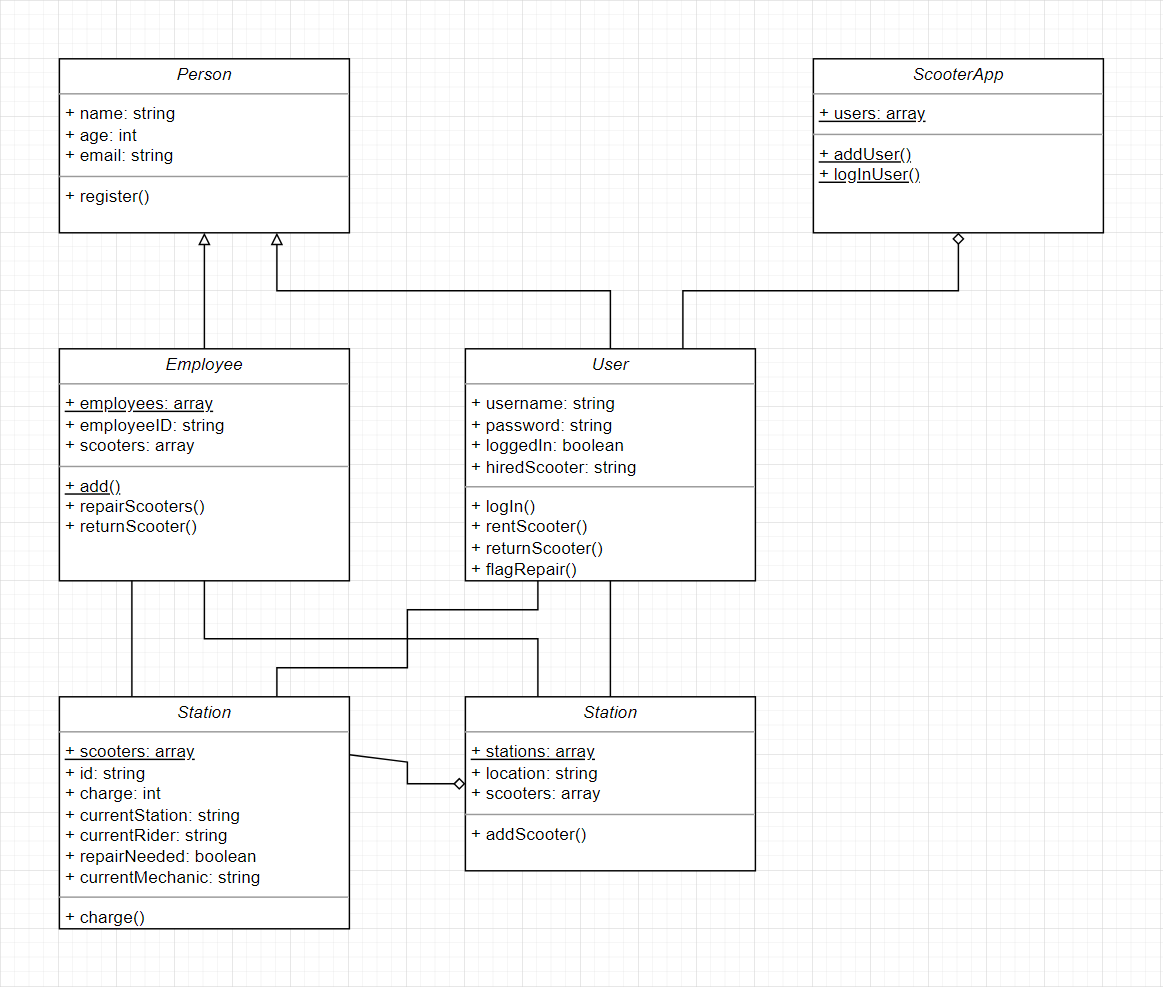 Person
+ name: string
+ age: int
+ email: string
+ register()
ScooterApp
+ users: array
+ addUser()
+ logInUser()
Employee
+ employees: array
+ employeeID: string
+ scooters: array
+ add()
+ repairScooters()
+ returnScooter()
User
+ username: string
+ password: string
+ loggedIn: boolean
+ hiredScooter: string
+ logIn()
+ rentScooter()
+ returnScooter()
+ flagRepair()
Station
+ scooters: array
+ id: string
+ charge: int
+ currentStation: string
+ currentRider: string
+ repairNeeded: boolean
+ currentMechanic: string
+ charge()
Station
+ stations: array
+ location: string
+ scooters: array
+ addScooter()